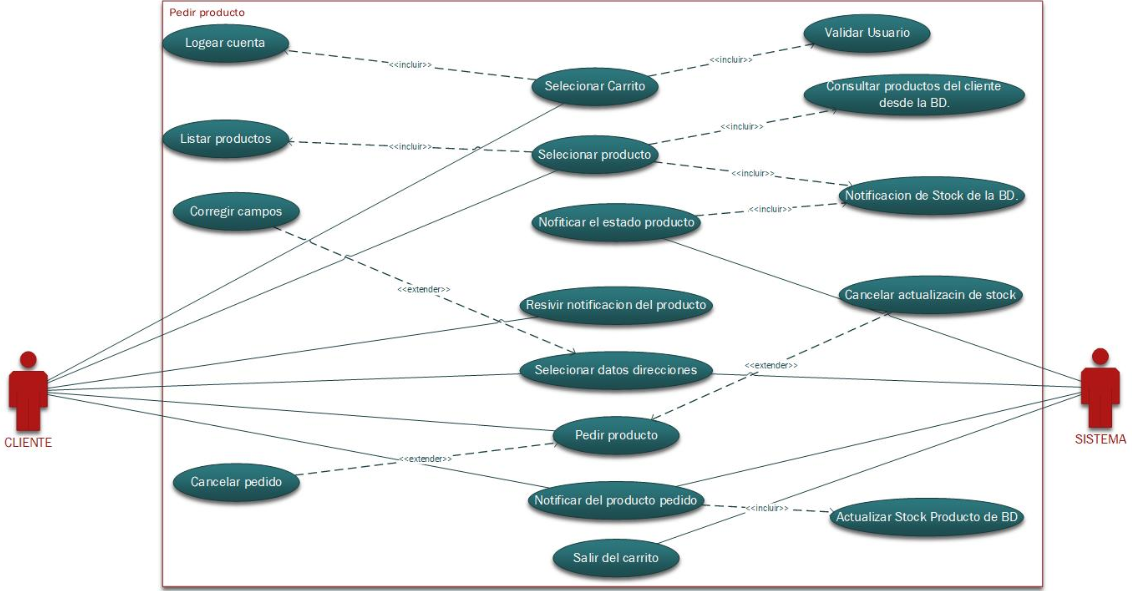 Pedir producto
Logear cuenta
Validar Usuario
<<incluir>>
<<incluir>>
Selecionar Carrito
Consultar productos del cliente
desde la BD.
<<incluir>>
Listar productos
<<incluir>>
Selecionar producto
<<incluir>>
Notificacion de Stock de la BD.
Corregir campos
<<incluir>>
Nofiticar el estado producto
<<extender>>
Resivir notificacion del producto
Cancelar actualizacin de stock
Selecionar datos direcciones
<<extender>>
CLIENTE
SISTEMA
Pedir producto
<<extender>>
Cancelar pedido
Notificar del producto pedido
<<incluir>>
Actualizar Stock Producto de BD
Salir del carrito